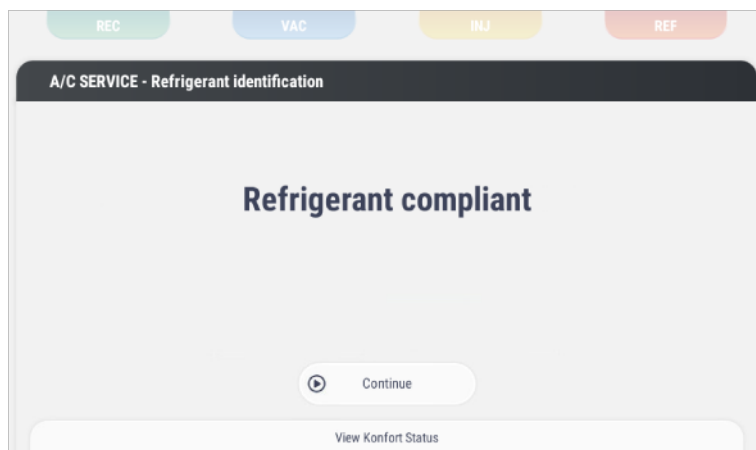 REC VAC INJ REF
A/C SERVICE - Refrigerant identification
Refrigerant compliant
Continue
View Konfort Status